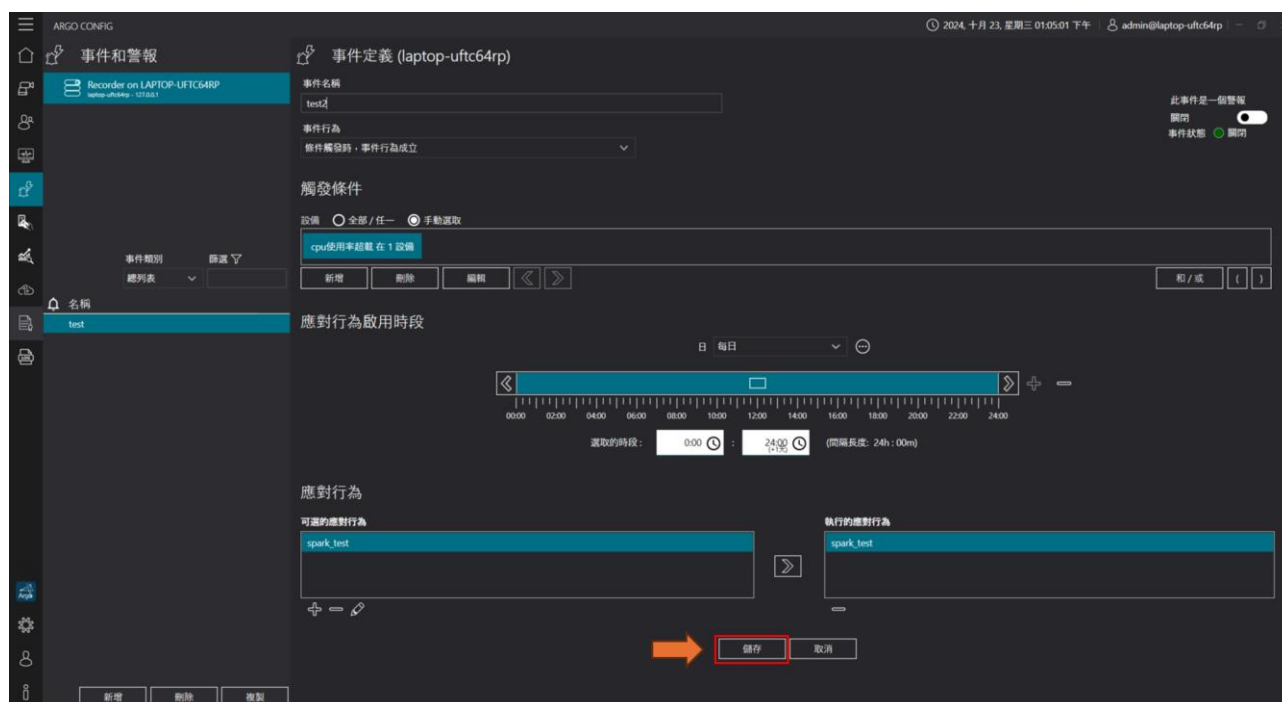 ARGO CONFIG
2024, 十月 23, 星期三 01:05:01 下午
admin@laptop-uftc64rp
事件和警報
事件定義 (laptop-uftc64rp)
Recorder on LAPTOP-UFTC64RP
laptop-uftc64rp - 127.0.0.1
事件名稱
test2
此事件是一個警報
關閉
事件狀態 關閉
事件行為
條件觸發時，事件行為成立
觸發條件
設備 全部 / 任一 手動選取
cpu使用率超載 在 1 設備
新增 刪除 編輯
和 / 或 ( )
事件類別 篩選
總列表
名稱
test
應對行為啟用時段
日 每日
00:00 02:00 04:00 06:00 08:00 10:00 12:00 14:00 16:00 18:00 20:00 22:00 24:00
選取的時段 : 0:00 : 24:00 (+1天) (間隔長度: 24h : 00m)
應對行為
可選的應對行為
執行的應對行為
spark_test
spark_test
儲存 取消
Argo
新增 刪除 複製